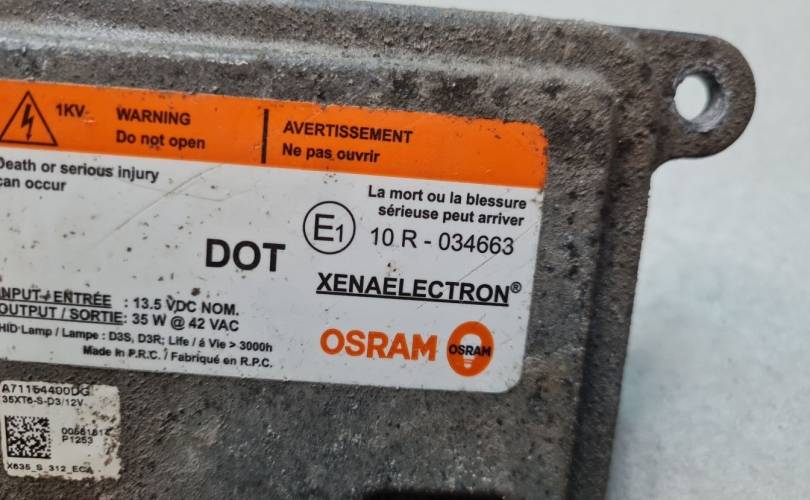 1KV
WARNING
Do not open
AVERTISSEMENT
Ne pas ouvrir
Death or serious injury
can occur
La mort ou la blessure
sérieuse peut arriver
E1 10 R - 034663
DOT
XENAELECTRON®
INPUT / ENTRÉE : 13.5 VDC NOM.
OUTPUT / SORTIE: 35 W @ 42 VAC
HID Lamp / Lampe : D3S, D3R; Life / á Vie > 3000h
Made in P.R.C. / Fabriqué en R.P.C.
OSRAM
OSRAM
A71154400DG
35XT6-S-D3/12V
P1253
X635_S_312_ECA